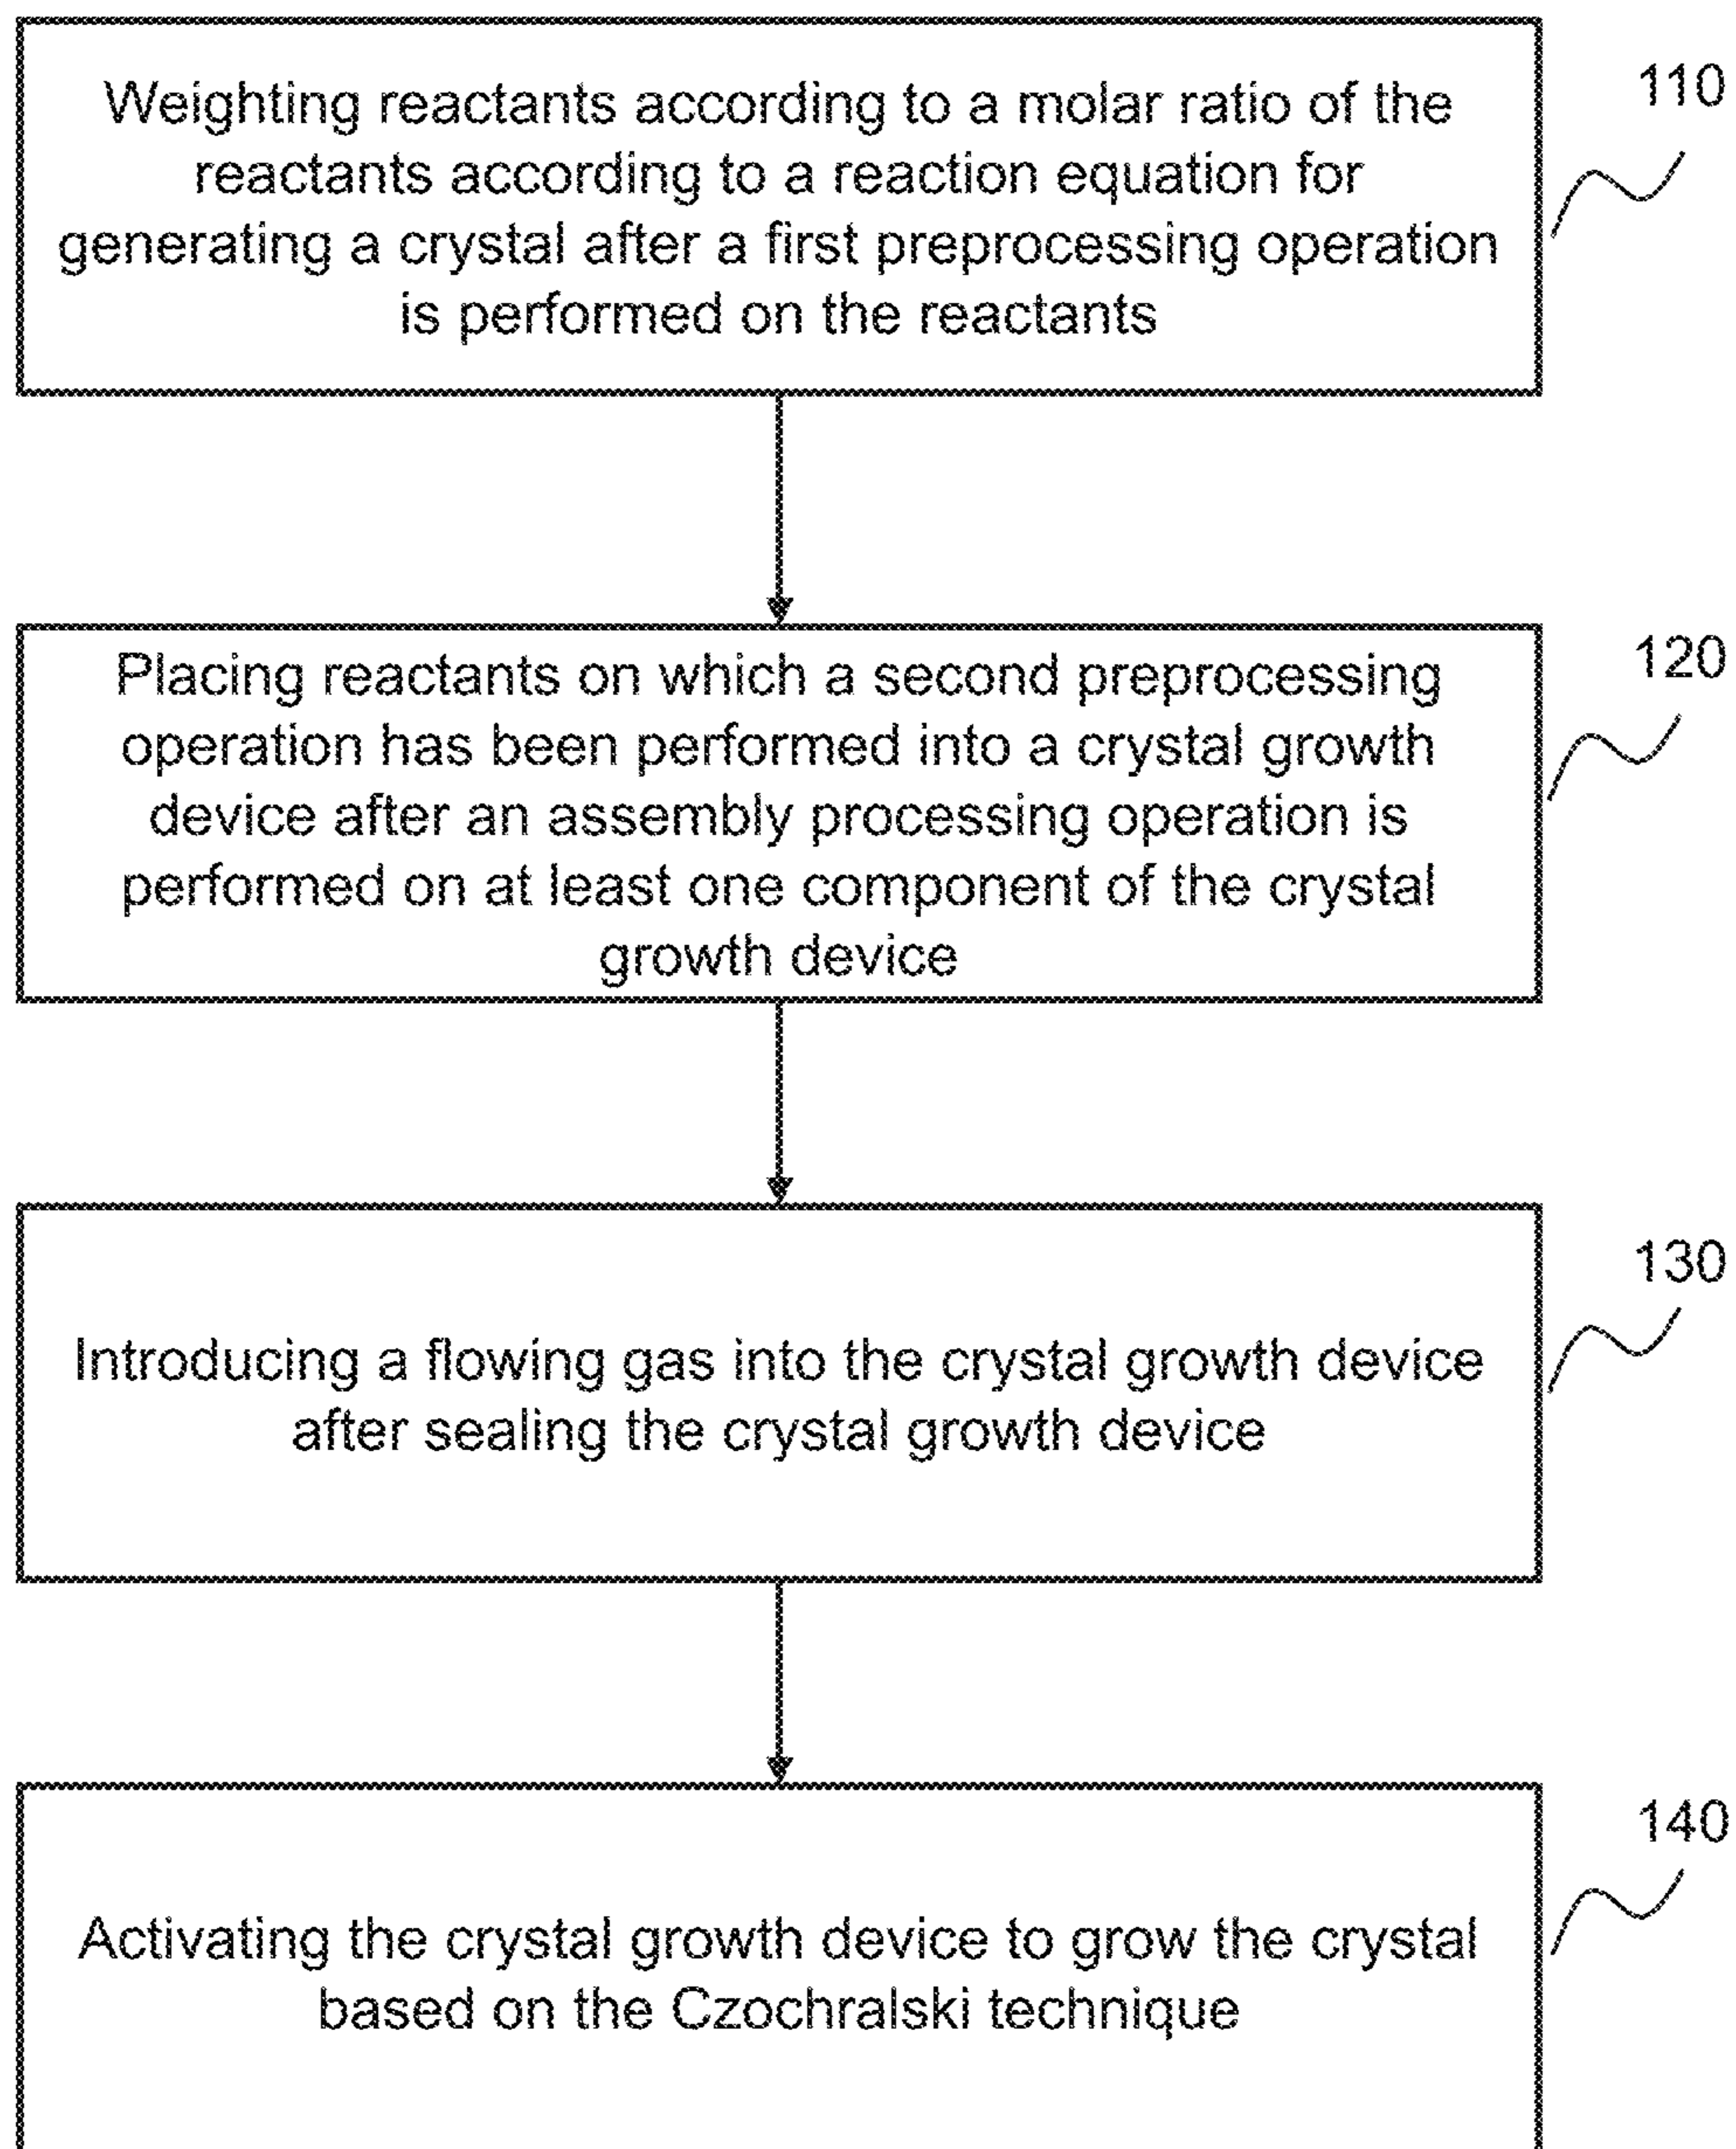 Weighting reactants according to a molar ratio of the
reactants according to a reaction equation for
generating a crystal after a first preprocessing operation
is performed on the reactants
110
Placing reactants on which a second preprocessing
operation has been performed into a crystal growth
device after an assembly processing operation is
performed on at least one component of the crystal
growth device
120
Introducing a flowing gas into the crystal growth device
after sealing the crystal growth device
130
Activating the crystal growth device to grow the crystal
based on the Czochralski technique
140